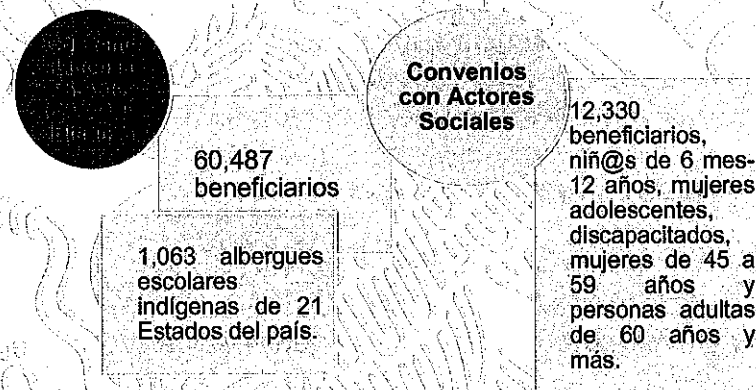 60,487
beneficiarios
1,063 albergues
escolares
indígenas de 21
Estados del país.
Convenios
con Actores
Sociales
12,330
beneficiarios,
niñ@s de 6 mes-
12 años, mujeres
adolescentes,
discapacitados,
mujeres de 45 a
59 años y
personas adultas
de 60 años y
más.